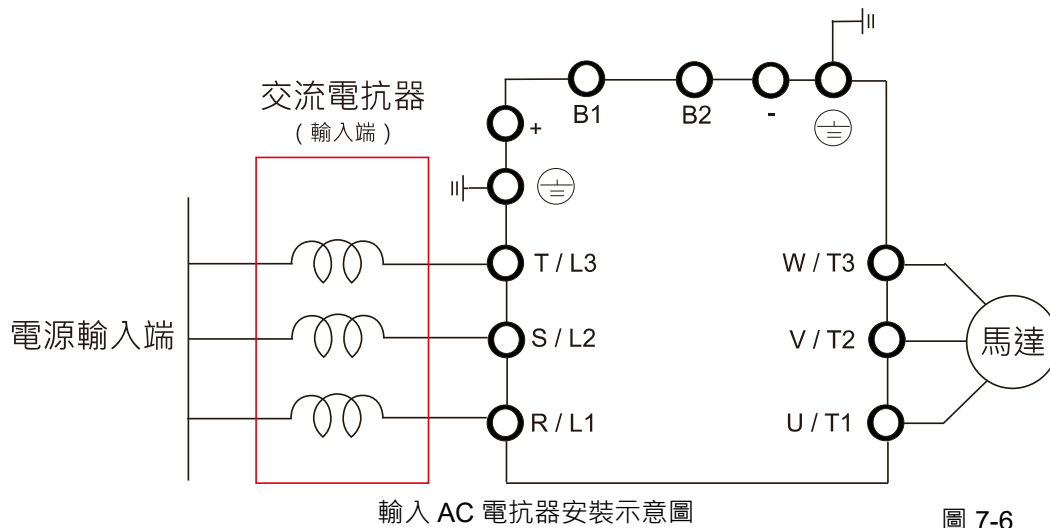 交流電抗器
( 輸入端 )
B1
B2
-
+
T / L3
W / T3
電源輸入端
S / L2
V / T2
馬達
R / L1
U / T1
輸入 AC 電抗器安裝示意圖
圖 7-6